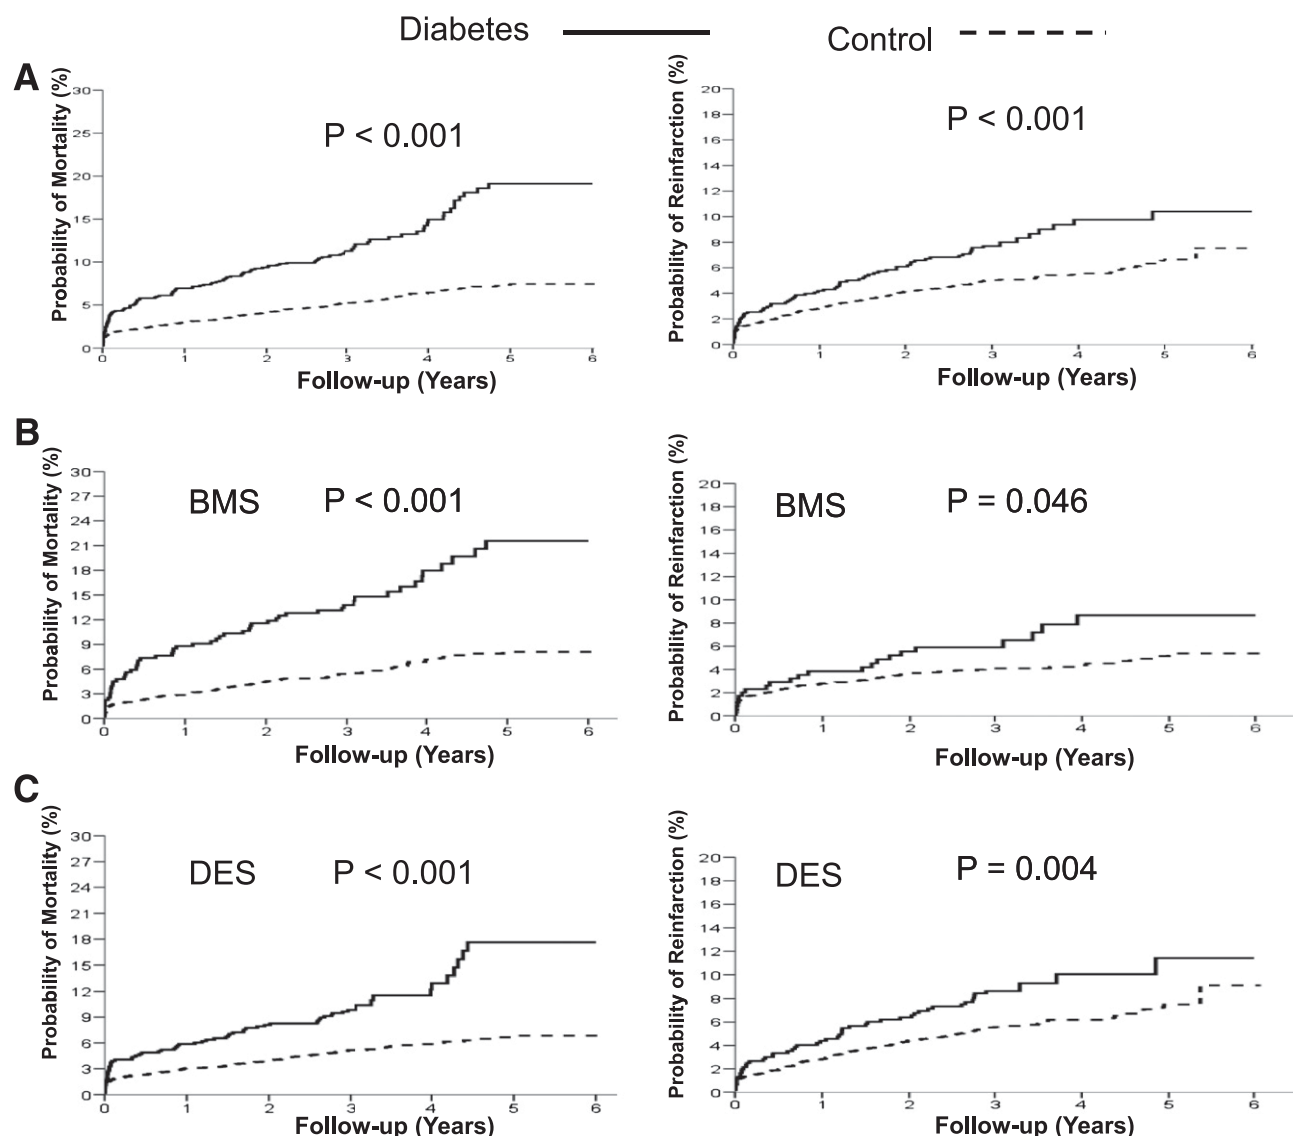 Diabetes
Control
A
Probability of Mortality (%)
30
25
20
15
10
5
0
P < 0.001
0 1 2 3 4 5 6
Follow-up (Years)
Probability of Reinfarction (%)
20
18
16
14
12
10
8
6
4
2
0
P < 0.001
0 1 2 3 4 5 6
Follow-up (Years)
B
Probability of Mortality (%)
30
27
24
21
18
15
12
9
6
3
0
BMS P < 0.001
0 1 2 3 4 5 6
Follow-up (Years)
Probability of Reinfarction (%)
20
18
16
14
12
10
8
6
4
2
0
BMS P = 0.046
0 1 2 3 4 5 6
Follow-up (Years)
C
Probability of Mortality (%)
30
27
24
21
18
15
12
9
6
3
0
DES P < 0.001
0 1 2 3 4 5 6
Follow-up (Years)
Probability of Reinfarction (%)
20
18
16
14
12
10
8
6
4
2
0
DES P = 0.004
0 1 2 3 4 5 6
Follow-up (Years)